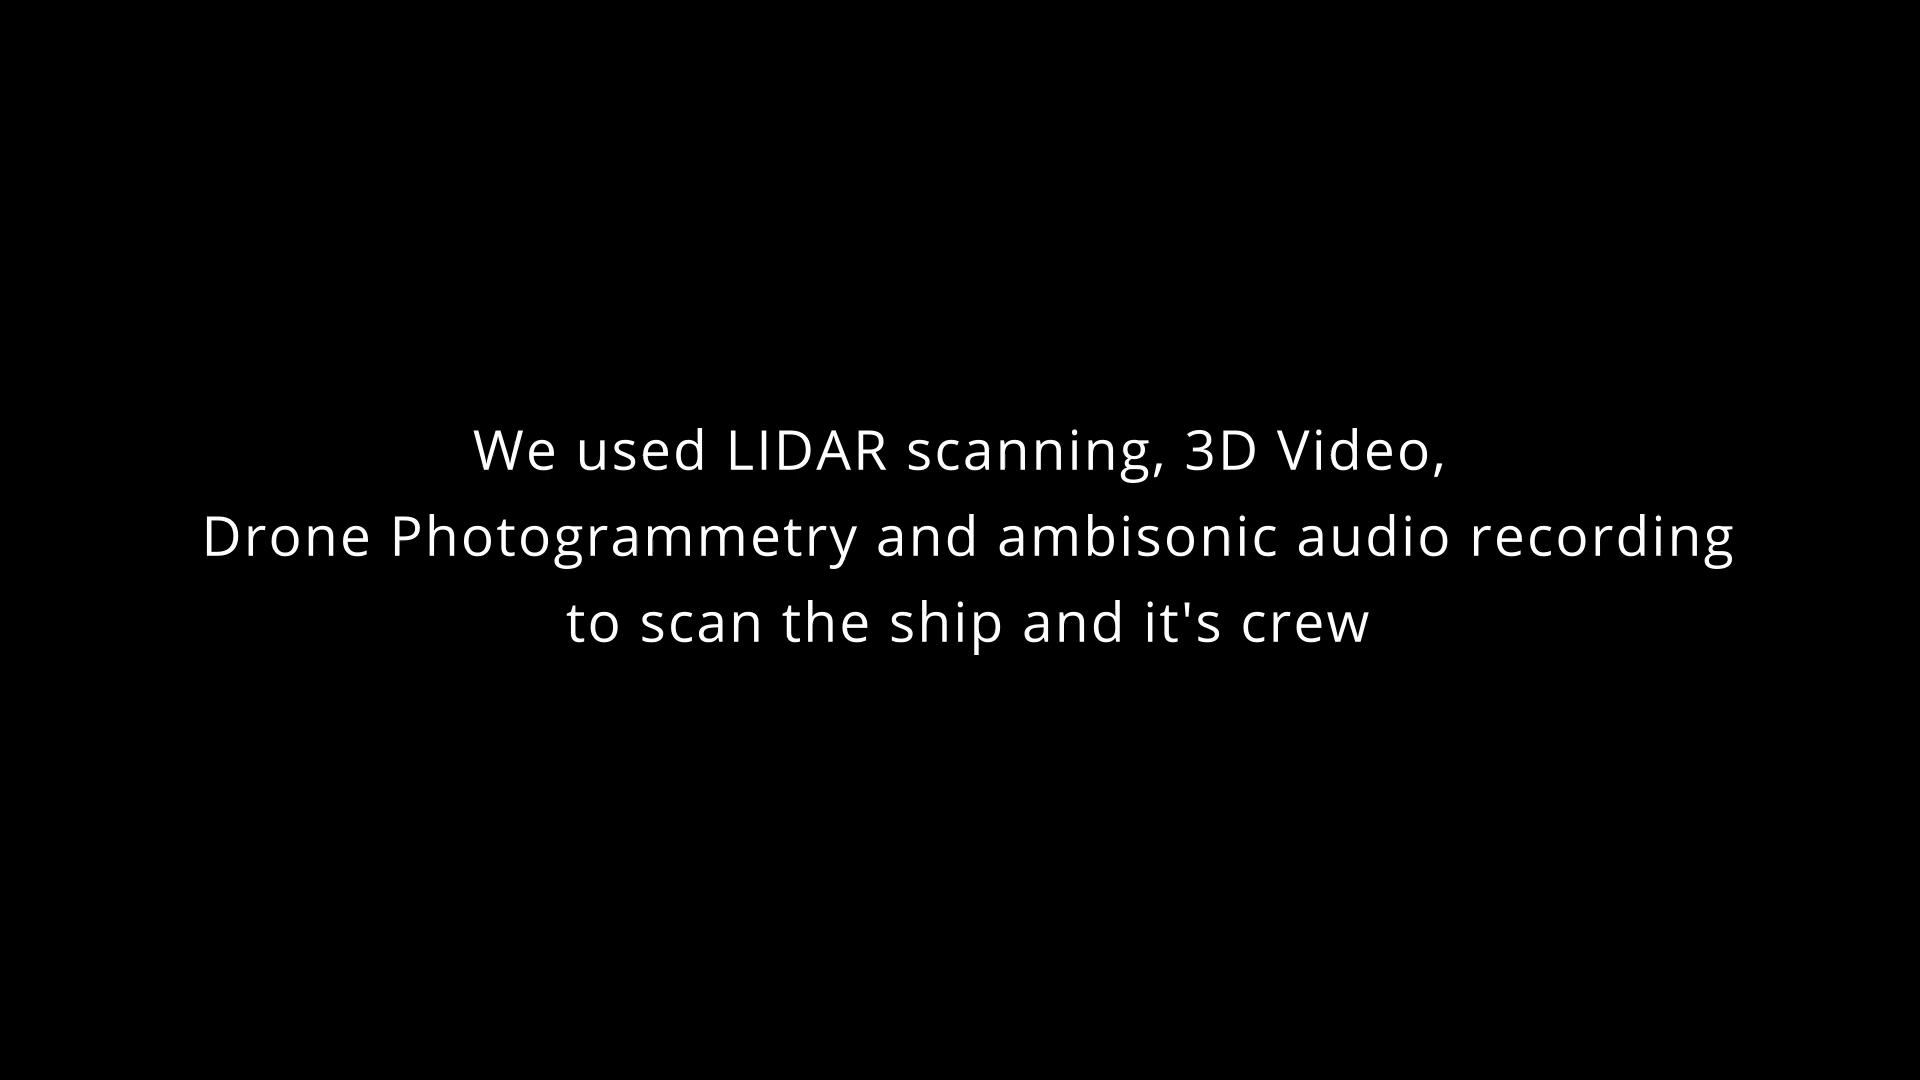 We used LIDAR scanning, 3D Video,
Drone Photogrammetry and ambisonic audio recording
to scan the ship and it's crew